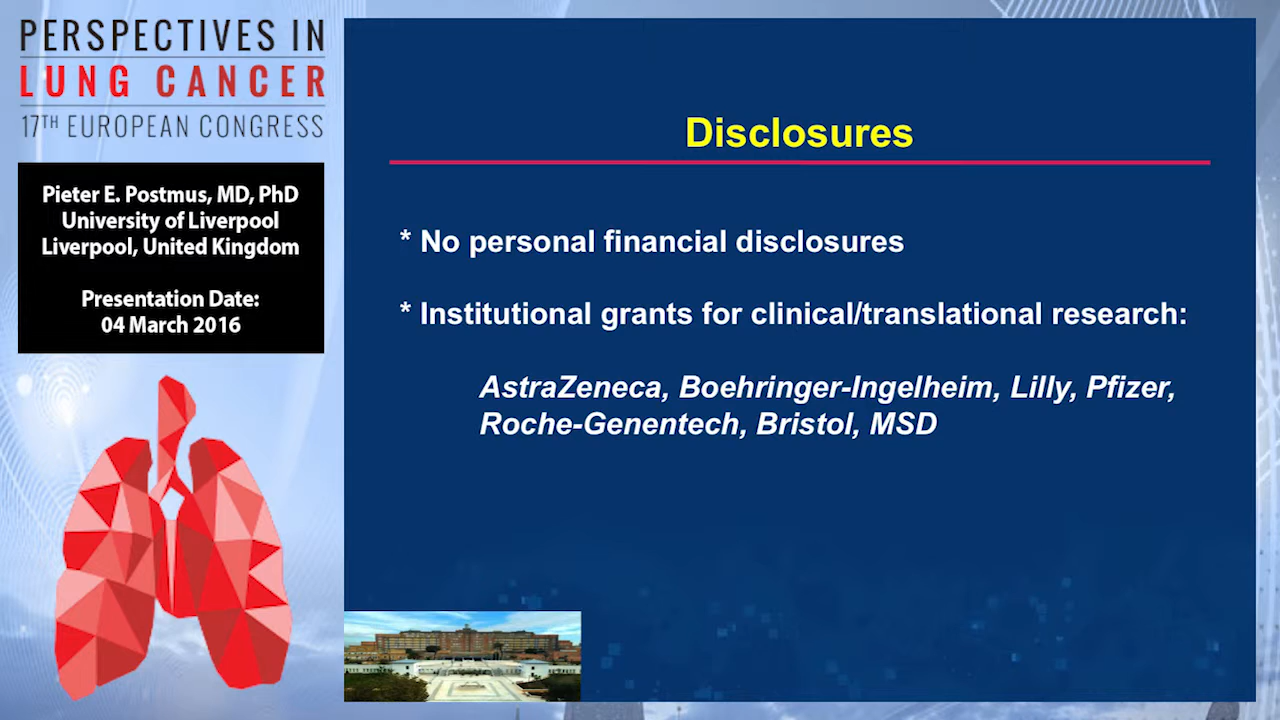 PERSPECTIVES IN
LUNG CANCER
17TH EUROPEAN CONGRESS
Pieter E. Postmus, MD, PhD
University of Liverpool
Liverpool, United Kingdom
Presentation Date:
04 March 2016
Disclosures
* No personal financial disclosures
* Institutional grants for clinical/translational research:
AstraZeneca, Boehringer-Ingelheim, Lilly, Pfizer,
Roche-Genentech, Bristol, MSD